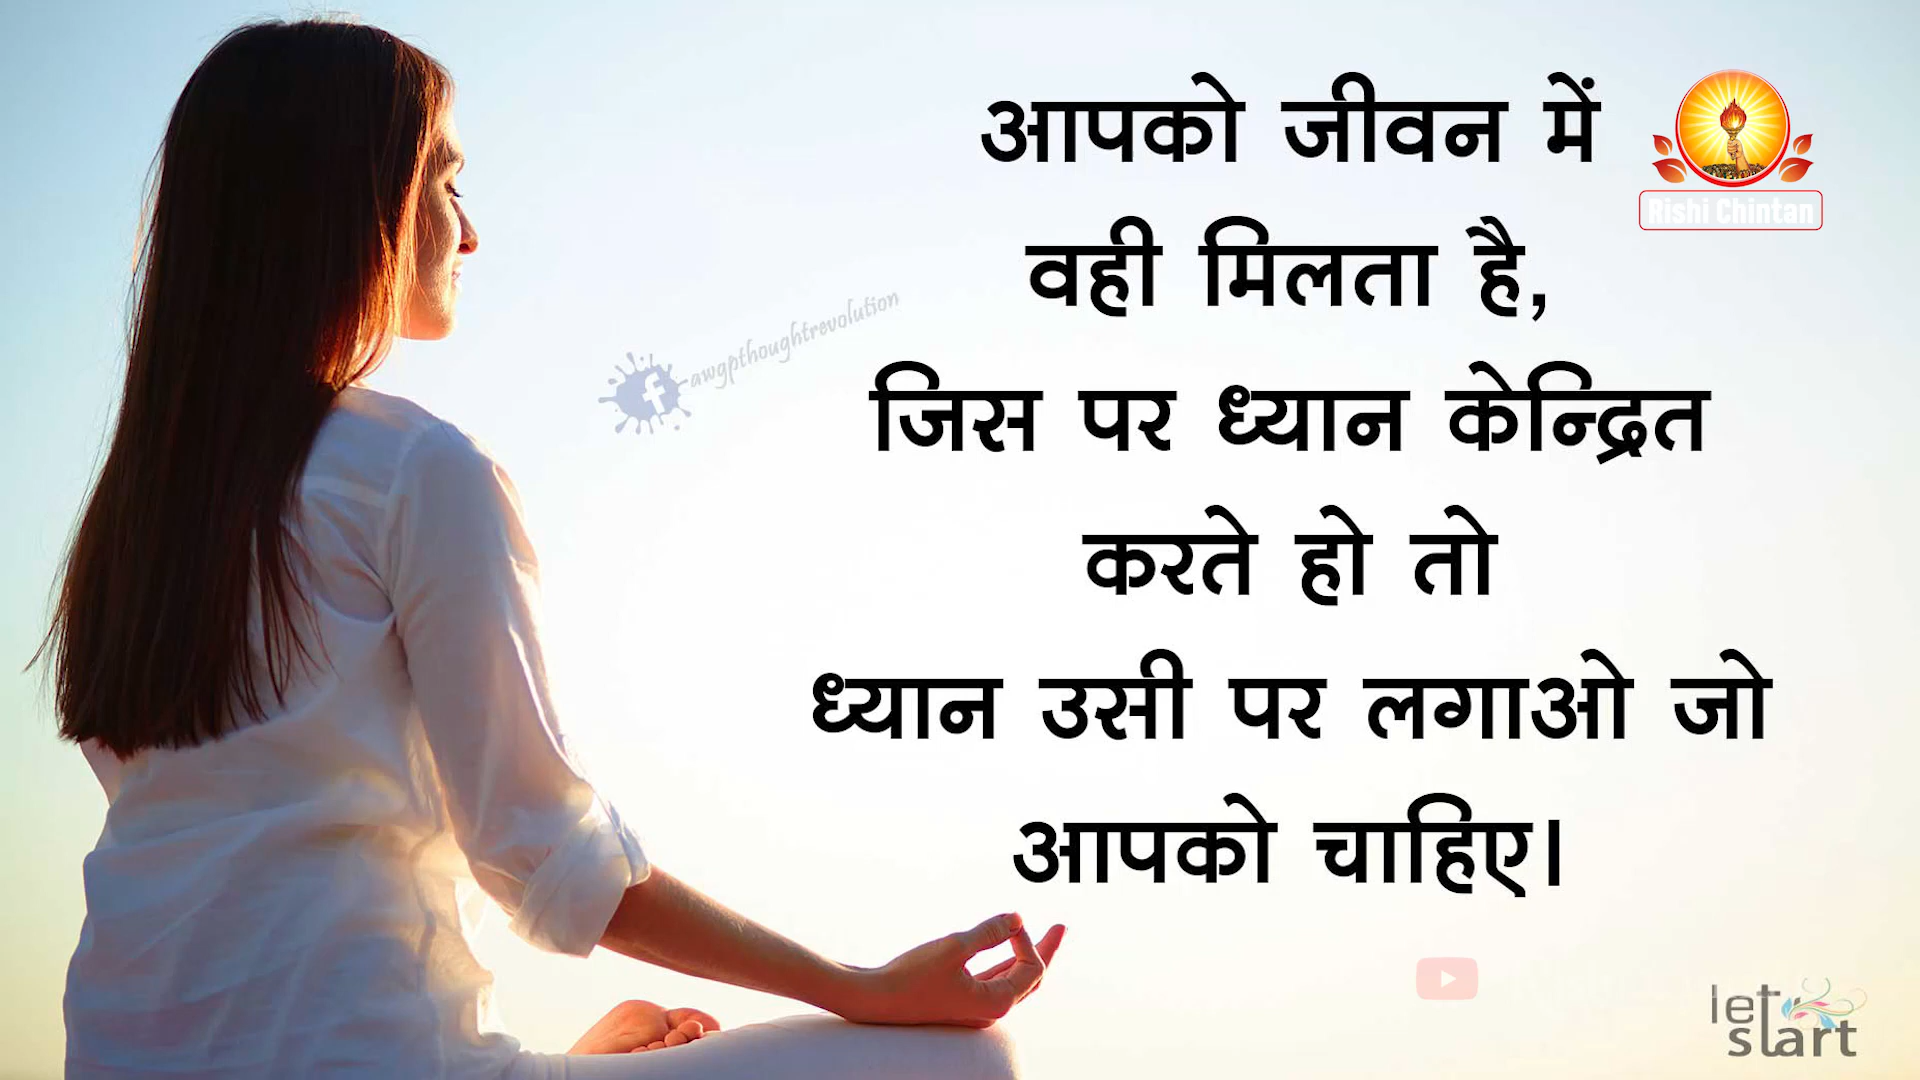 आपको जीवन में
Rishi Chintan
वही मिलता है,
awgpthoughtrevolution
जिस पर ध्यान केन्द्रित
करते हो तो
ध्यान उसी पर लगाओ जो
आपको चाहिए।
let
start